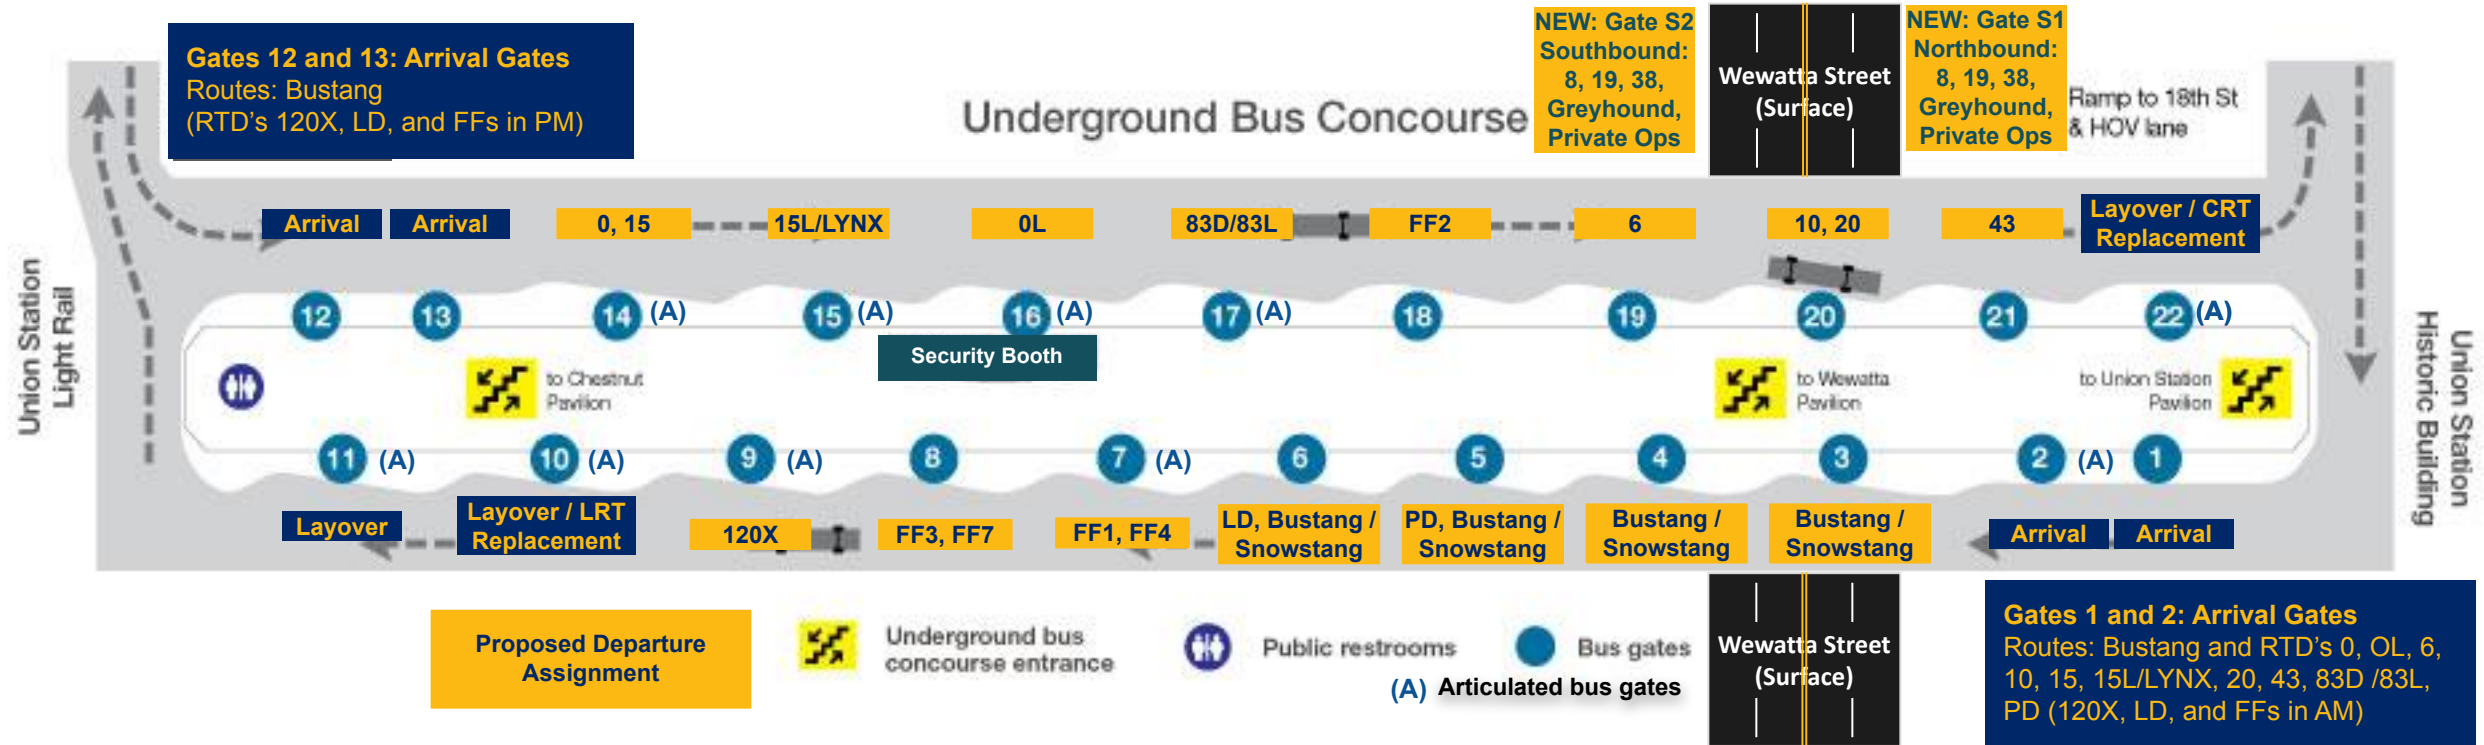 Gates 12 and 13: Arrival Gates
Routes: Bustang
(RTD's 120X, LD, and FFs in PM)
Underground Bus Concourse
NEW: Gate S2
Southbound:
8, 19, 38,
Greyhound,
Private Ops
Wewatta Street
(Surface)
NEW: Gate S1
Northbound:
8, 19, 38,
Greyhound,
Private Ops
Ramp to 18th St
& HOV lane
Arrival
Arrival
0, 15
15L/LYNX
0L
83D/83L
FF2
6
10, 20
43
Layover / CRT
Replacement
Union Station
Light Rail
12
13
14 (A)
15 (A)
16 (A)
17 (A)
18
19
20
21
22 (A)
Security Booth
to Chestnut
Pavilion
to Wewatta
Pavilion
to Union Station
Pavilion
Union Station
Historic Building
11 (A)
10 (A)
9 (A)
8
7 (A)
6
5
4
3
2 (A)
1
Layover
Layover / LRT
Replacement
120X
FF3, FF7
FF1, FF4
LD, Bustang /
Snowstang
PD, Bustang /
Snowstang
Bustang /
Snowstang
Bustang /
Snowstang
Arrival
Arrival
Proposed Departure
Assignment
Underground bus
concourse entrance
Public restrooms
Bus gates
(A) Articulated bus gates
Wewatta Street
(Surface)
Gates 1 and 2: Arrival Gates
Routes: Bustang and RTD's 0, OL, 6,
10, 15, 15L/LYNX, 20, 43, 83D /83L,
PD (120X, LD, and FFs in AM)